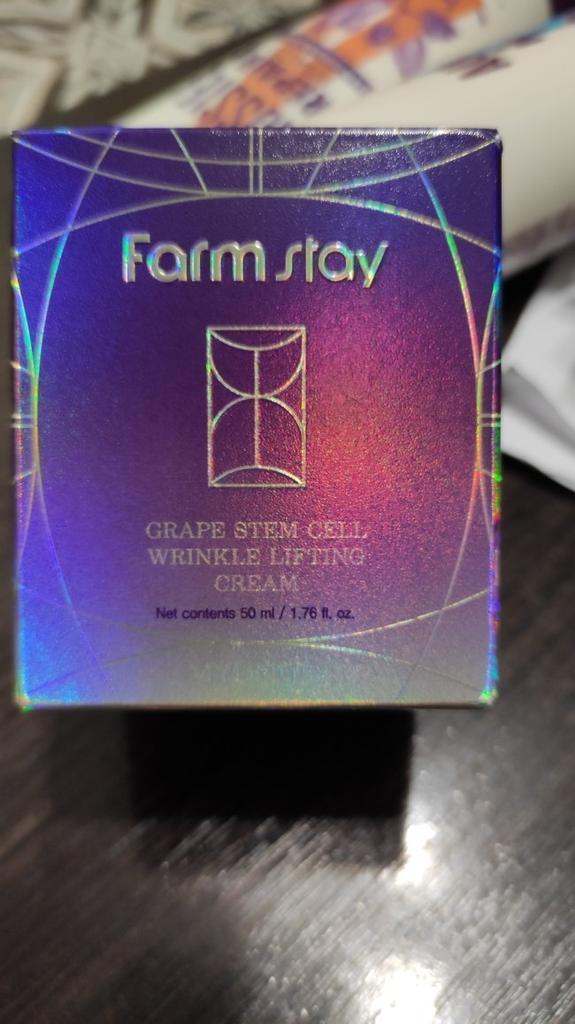 Farm stay
GRAPE STEM CELL
WRINKLE LIFTING
CREAM
Net contents 50 ml / 1.76 fl. oz.